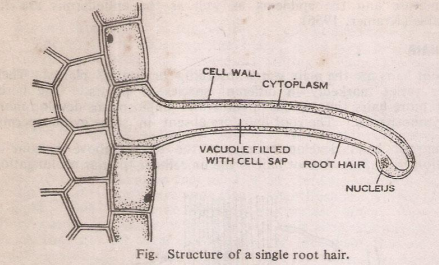 CELL WALL
CYTOPLASM
VACUOLE FILLED
WITH CELL SAP
ROOT HAIR
NUCLEUS
Fig. Structure of a single root hair.